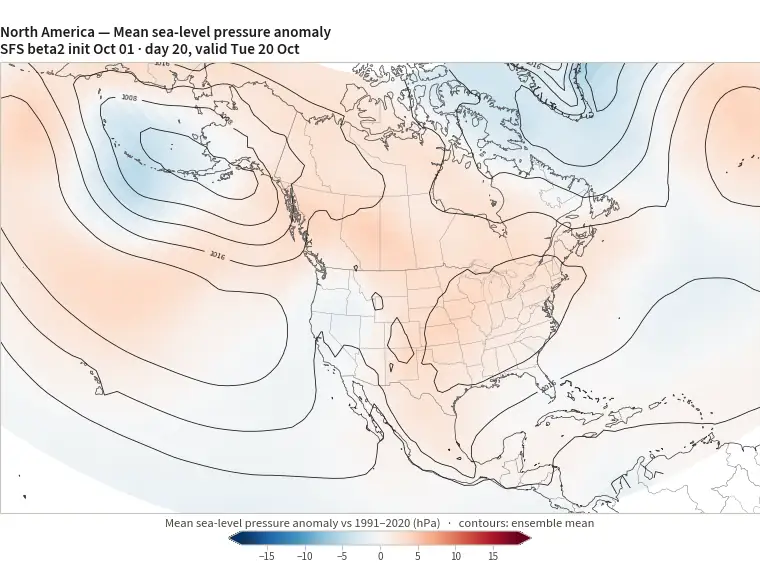 North America — Mean sea-level pressure anomaly
SFS beta2 init Oct 01 · day 20, valid Tue 20 Oct
1016
1016
1008
1016
1016
Mean sea-level pressure anomaly vs 1991–2020 (hPa) · contours: ensemble mean
−15 −10 −5 0 5 10 15